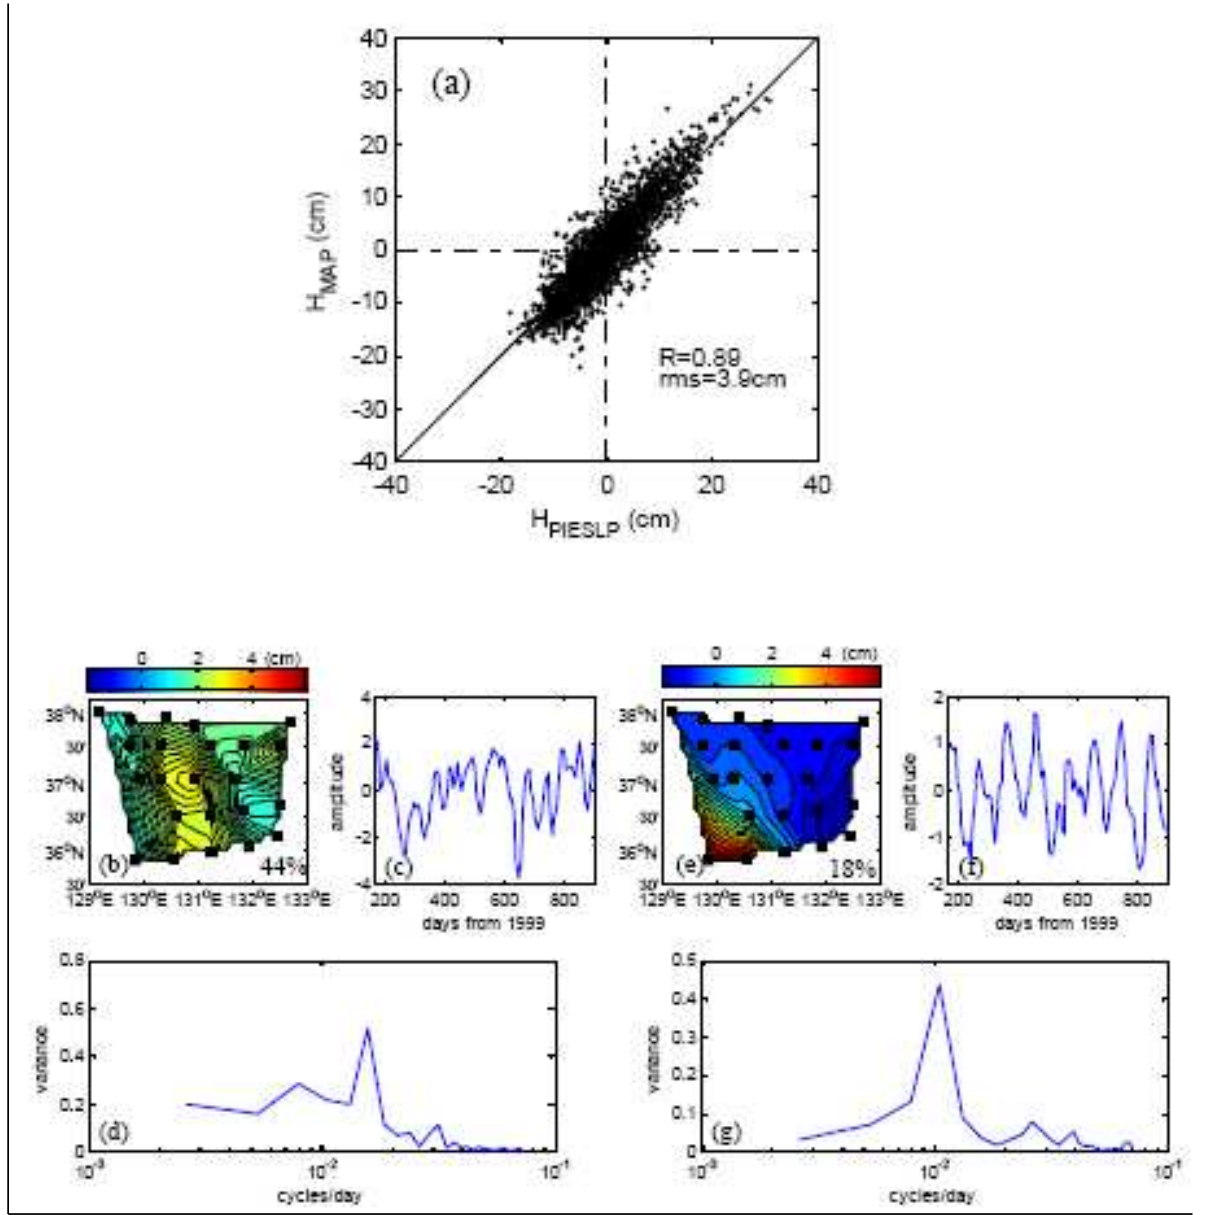 (a)
40
30
20
10
0
-10
-20
-30
-40
H_MAP (cm)
R=0.89
rms=3.9cm
-40 -20 0 20 40
H_PIESLP (cm)
0 2 4 (cm)
38°N
30'
37°N
30'
36°N
30'
129°E 130°E 131°E 132°E 133°E
(b) 44%
4
2
0
-2
-4
amplitude
(c)
200 400 600 800
days from 1999
0 2 4 (cm)
38°N
30'
37°N
30'
36°N
30'
129°E 130°E 131°E 132°E 133°E
(e) 18%
2
1
0
-1
-2
amplitude
(f)
200 400 600 800
days from 1999
0.8
0.6
0.4
0.2
0
variance
(d)
10⁻³ 10⁻² 10⁻¹
cycles/day
0.5
0.4
0.3
0.2
0.1
0
variance
(g)
10⁻³ 10⁻² 10⁻¹
cycles/day